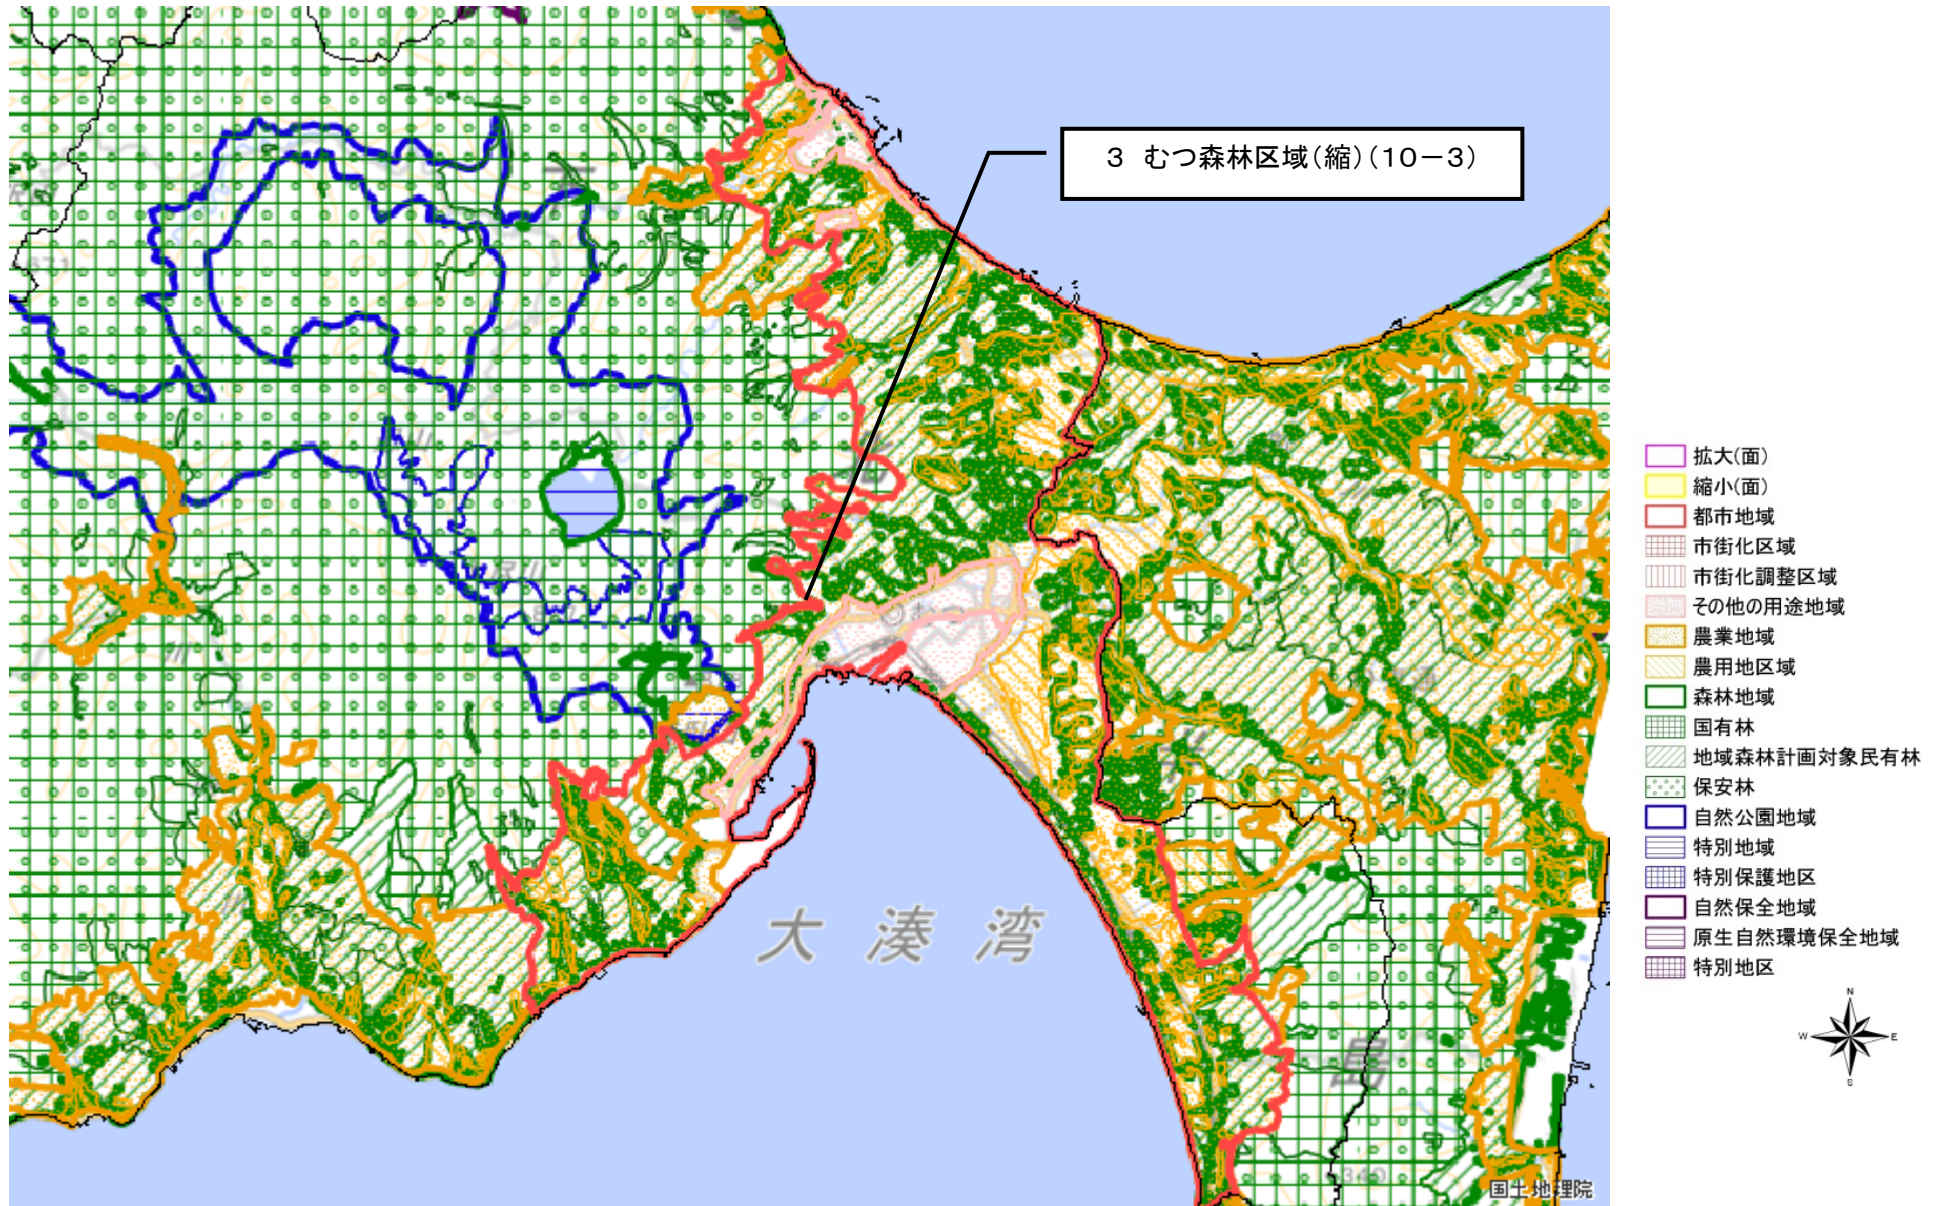 3 むつ森林区域(縮)(10-3)
大湊湾
島
340
国土地理院
拡大(面)
縮小(面)
都市地域
市街化区域
市街化調整区域
その他の用途地域
農業地域
農用地区域
森林地域
国有林
地域森林計画対象民有林
保安林
自然公園地域
特別地域
特別保護地区
自然保全地域
原生自然環境保全地域
特別地区
N
W
E
S